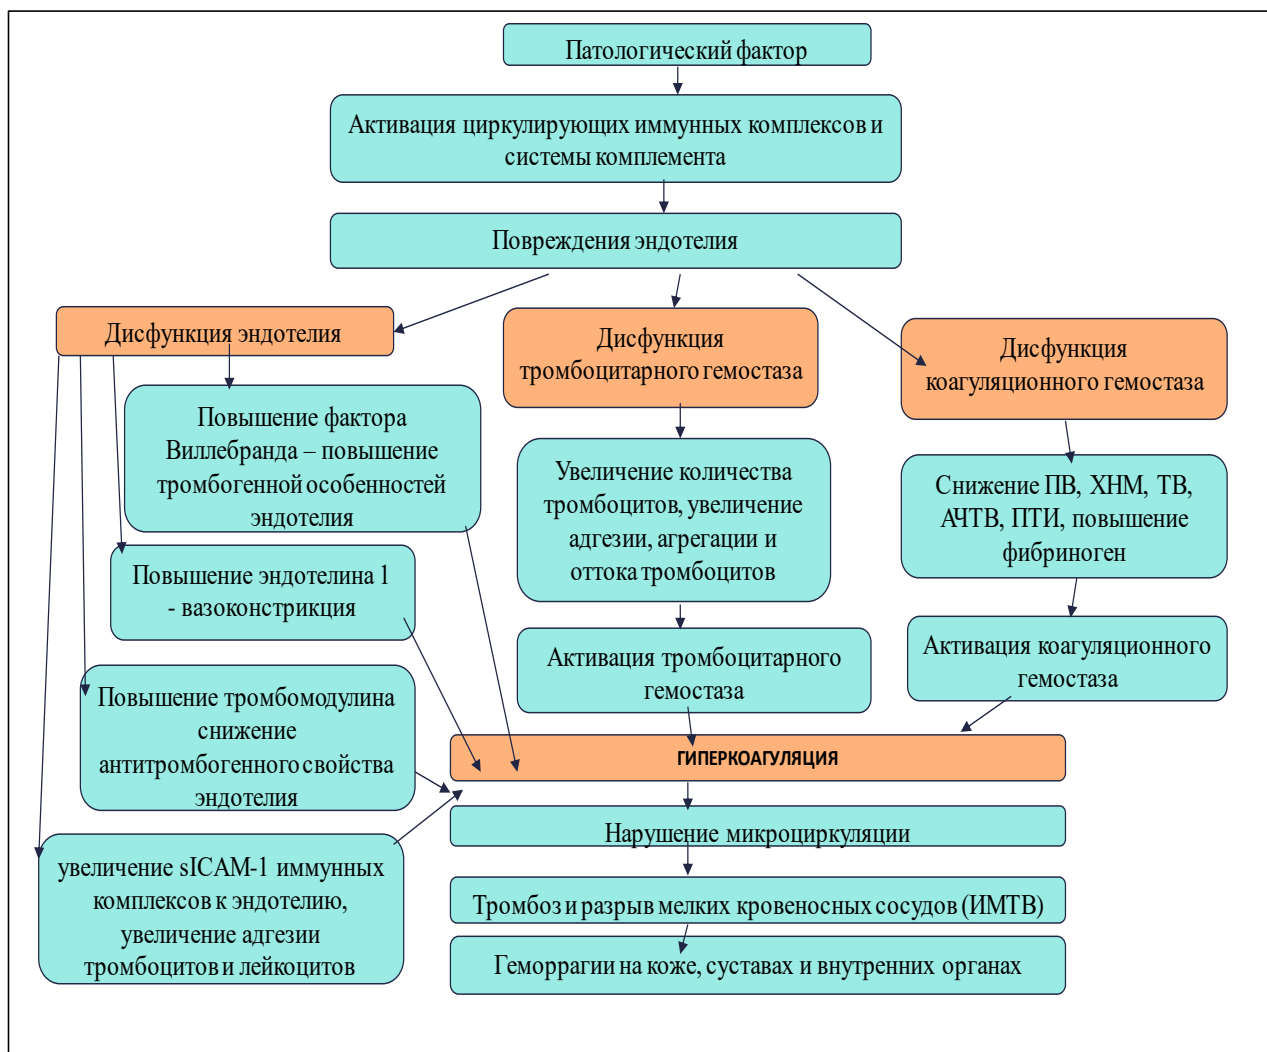 Патологический фактор
Активация циркулирующих иммунных комплексов и
системы комплемента
Повреждения эндотелия
Дисфункция эндотелия
Повышение фактора
Виллебранда – повышение
тромбогенной особенностей
эндотелия
Повышение эндотелина 1
- вазоконстрикция
Повышение тромбомодулина
снижение
антитромбогенного свойства
эндотелия
увеличение sICAM-1 иммунных
комплексов к эндотелию,
увеличение адгезии
тромбоцитов и лейкоцитов
Дисфункция
тромбоцитарного гемостаза
Увеличение количества
тромбоцитов, увеличение
адгезии, агрегации и
оттока тромбоцитов
Активация тромбоцитарного
гемостаза
Дисфункция
коагуляционного гемостаза
Снижение ПВ, ХНМ, ТВ,
АЧТВ, ПТИ, повышение
фибриноген
Активация коагуляционного
гемостаза
ГИПЕРКОАГУЛЯЦИЯ
Нарушение микроциркуляции
Тромбоз и разрыв мелких кровеносных сосудов (ИМТВ)
Геморрагии на коже, суставах и внутренних органах